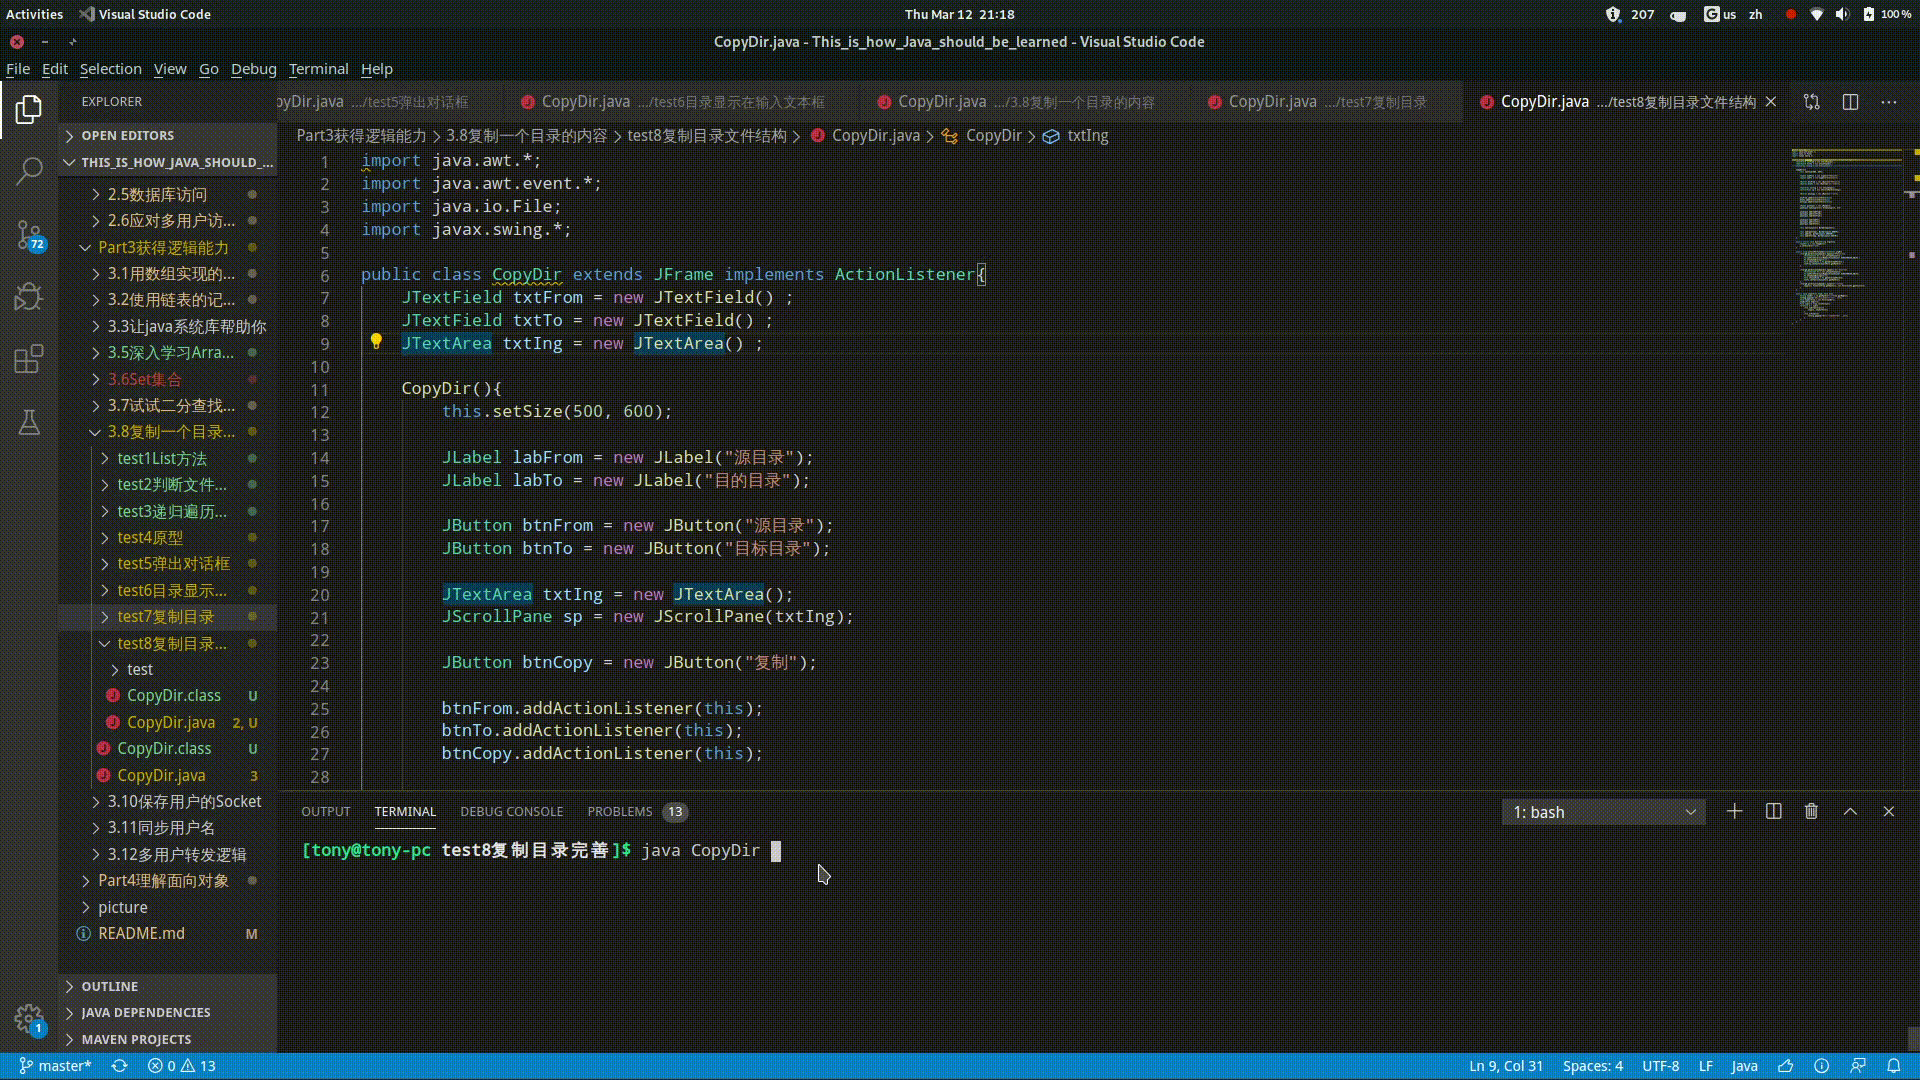 Activities Visual Studio Code Thu Mar 12 21:18 207 us zh 100 %
CopyDir.java - This_is_how_Java_should_be_learned - Visual Studio Code
File Edit Selection View Go Debug Terminal Help
EXPLORER
OPEN EDITORS
THIS_IS_HOW_JAVA_SHOULD_...
2.5数据库访问
2.6应对多用户访...
Part3获得逻辑能力
3.1用数组实现的...
3.2使用链表的记...
3.3让java系统库帮助你
3.5深入学习Arra...
3.6Set集合
3.7试试二分查找...
3.8复制一个目录...
test1List方法
test2判断文件...
test3递归遍历...
test4原型
test5弹出对话框
test6目录显示...
test7复制目录
test8复制目录...
test
CopyDir.class U
CopyDir.java 2, U
CopyDir.class U
CopyDir.java 3
3.10保存用户的Socket
3.11同步用户名
3.12多用户转发逻辑
Part4理解面向对象
picture
README.md M
OUTLINE
JAVA DEPENDENCIES
MAVEN PROJECTS
pyDir.java .../test5弹出对话框 CopyDir.java .../test6目录显示在输入文本框 CopyDir.java .../3.8复制一个目录的内容 CopyDir.java .../test7复制目录 CopyDir.java .../test8复制目录文件结构
Part3获得逻辑能力 > 3.8复制一个目录的内容 > test8复制目录文件结构 > CopyDir.java > CopyDir > txtIng
1 import java.awt.*;
2 import java.awt.event.*;
3 import java.io.File;
4 import javax.swing.*;
5
6 public class CopyDir extends JFrame implements ActionListener{
7 JTextField txtFrom = new JTextField() ;
8 JTextField txtTo = new JTextField() ;
9 JTextArea txtIng = new JTextArea() ;
10
11 CopyDir(){
12 this.setSize(500, 600);
13
14 JLabel labFrom = new JLabel("源目录");
15 JLabel labTo = new JLabel("目的目录");
16
17 JButton btnFrom = new JButton("源目录");
18 JButton btnTo = new JButton("目标目录");
19
20 JTextArea txtIng = new JTextArea();
21 JScrollPane sp = new JScrollPane(txtIng);
22
23 JButton btnCopy = new JButton("复制");
24
25 btnFrom.addActionListener(this);
26 btnTo.addActionListener(this);
27 btnCopy.addActionListener(this);
28
OUTPUT TERMINAL DEBUG CONSOLE PROBLEMS 13 1: bash
[tony@tony-pc test8复制目录完善]$ java CopyDir
72
1
master* 0 13 Ln 9, Col 31 Spaces: 4 UTF-8 LF Java